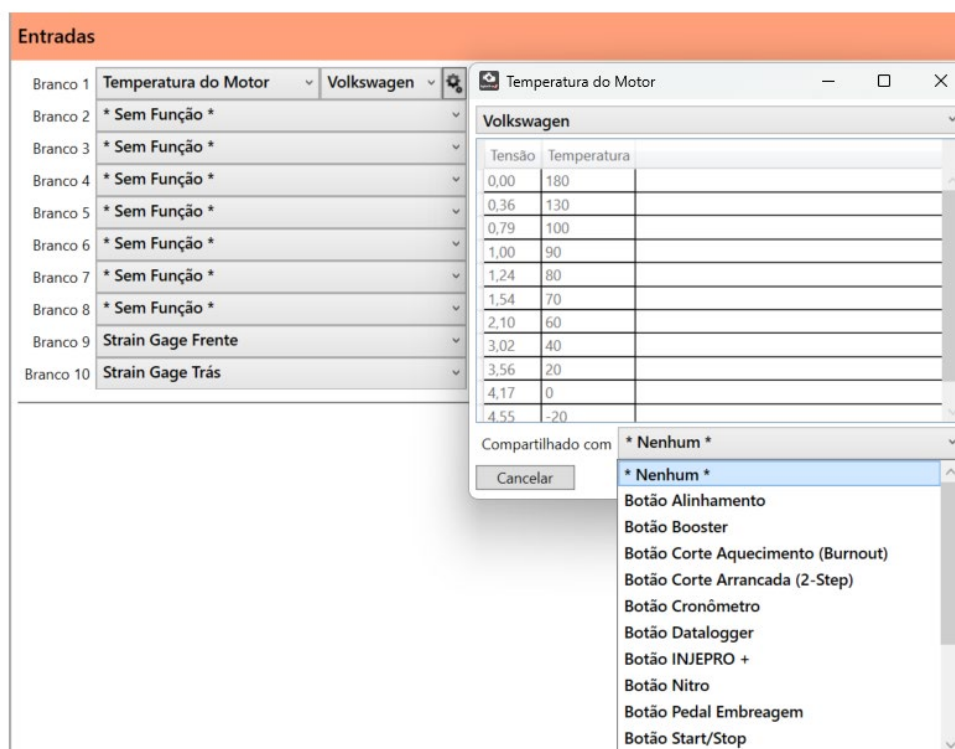 Entradas
Branco 1 Temperatura do Motor Volkswagen
Branco 2 * Sem Função *
Branco 3 * Sem Função *
Branco 4 * Sem Função *
Branco 5 * Sem Função *
Branco 6 * Sem Função *
Branco 7 * Sem Função *
Branco 8 * Sem Função *
Branco 9 Strain Gage Frente
Branco 10 Strain Gage Trás
Temperatura do Motor
Volkswagen
Tensão Temperatura
0,00 180
0,36 130
0,79 100
1,00 90
1,24 80
1,54 70
2,10 60
3,02 40
3,56 20
4,17 0
4,55 -20
Compartilhado com * Nenhum *
Cancelar
* Nenhum *
Botão Alinhamento
Botão Booster
Botão Corte Aquecimento (Burnout)
Botão Corte Arrancada (2-Step)
Botão Cronômetro
Botão Datalogger
Botão INJEPRO +
Botão Nitro
Botão Pedal Embreagem
Botão Start/Stop